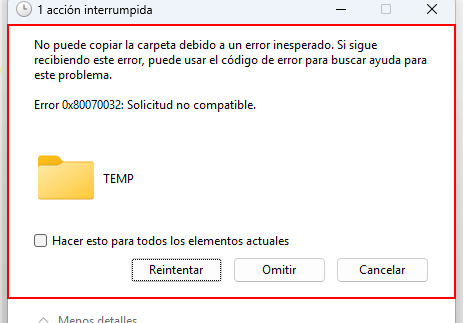 1 acción interrumpida
No puede copiar la carpeta debido a un error inesperado. Si sigue
recibiendo este error, puede usar el código de error para buscar ayuda para
este problema.
Error 0x80070032: Solicitud no compatible.
TEMP
Hacer esto para todos los elementos actuales
Reintentar
Omitir
Cancelar
Menos detalles